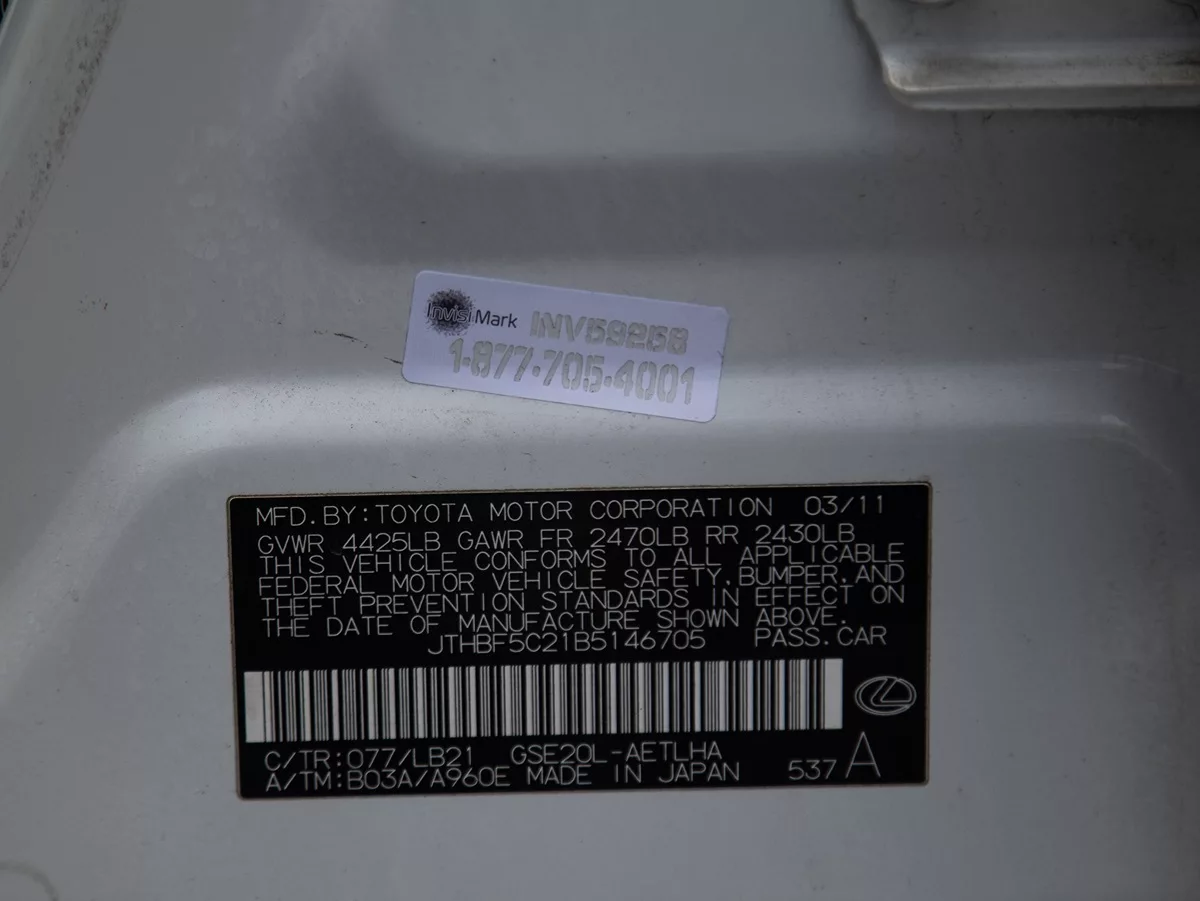 Invisi Mark INV59258
1-877-705-4001
MFD.BY:TOYOTA MOTOR CORPORATION 03/11
GVWR 4425LB GAWR FR 2470LB RR 2430LB
THIS VEHICLE CONFORMS TO ALL APPLICABLE
FEDERAL MOTOR VEHICLE SAFETY,BUMPER,AND
THEFT PREVENTION STANDARDS IN EFFECT ON
THE DATE OF MANUFACTURE SHOWN ABOVE.
JTHBF5C21B5146705 PASS.CAR
C/TR:077/LB21 GSE20L-AETLHA
A/TM:B03A/A960E MADE IN JAPAN 537 A